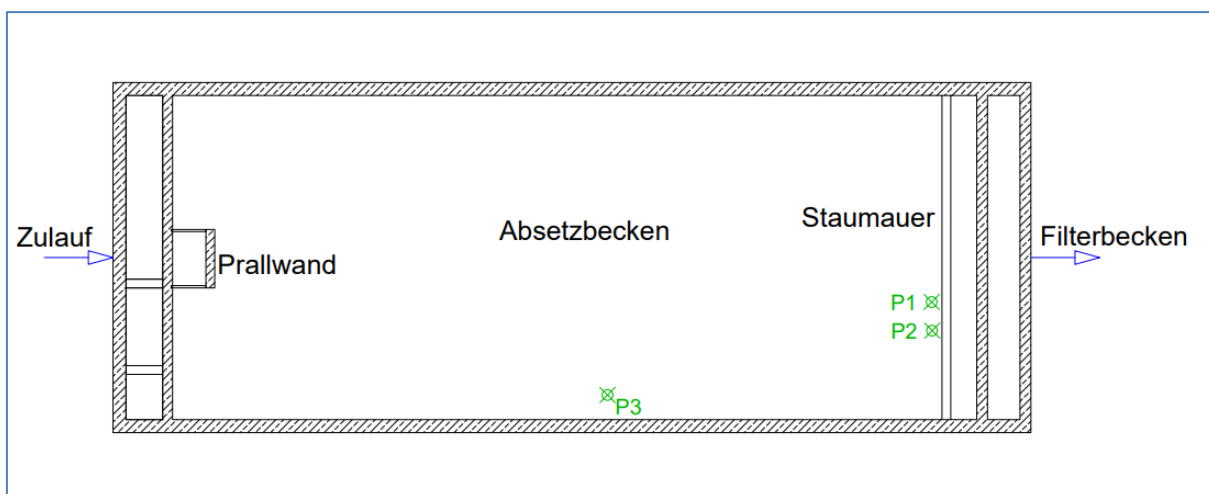 Zulauf
Prallwand
Absetzbecken
Staumauer
Filterbecken
P1
P2
P3